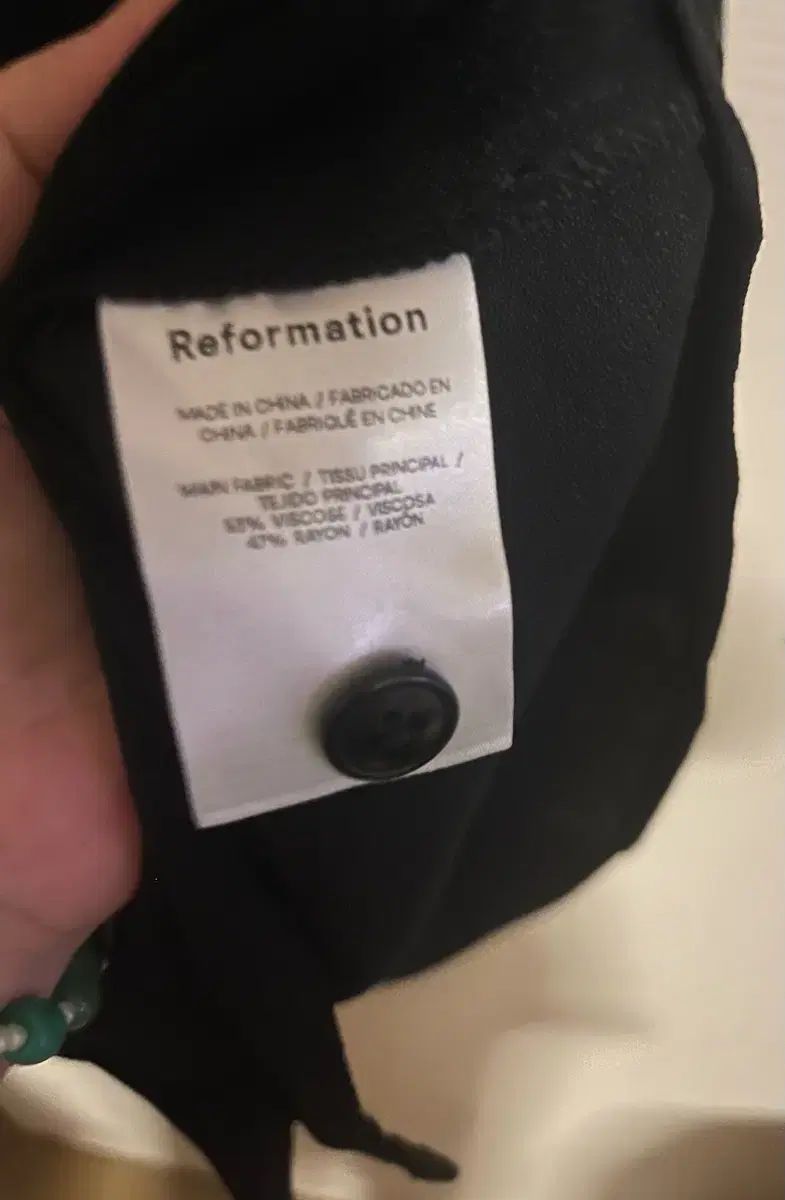 Reformation
MADE IN CHINA / FABRICADO EN
CHINA / FABRIQUÉ EN CHINE
MAIN FABRIC / TISSU PRINCIPAL /
TEJIDO PRINCIPAL
53% VISCOSE / VISCOSA
47% RAYON / RAYÓN